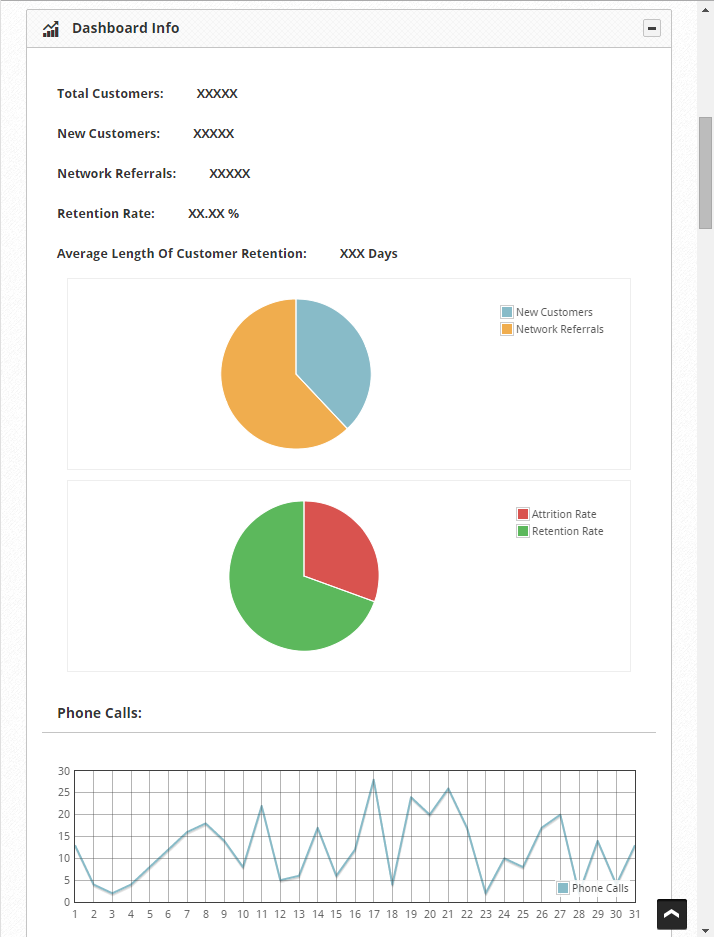 Dashboard Info
Total Customers: XXXXX
New Customers: XXXXX
Network Referrals: XXXXX
Retention Rate: XX.XX %
Average Length Of Customer Retention: XXX Days
New Customers
Network Referrals
Attrition Rate
Retention Rate
Phone Calls:
30
25
20
15
10
5
0
Phone Calls
1 2 3 4 5 6 7 8 9 10 11 12 13 14 15 16 17 18 19 20 21 22 23 24 25 26 27 28 29 30 31